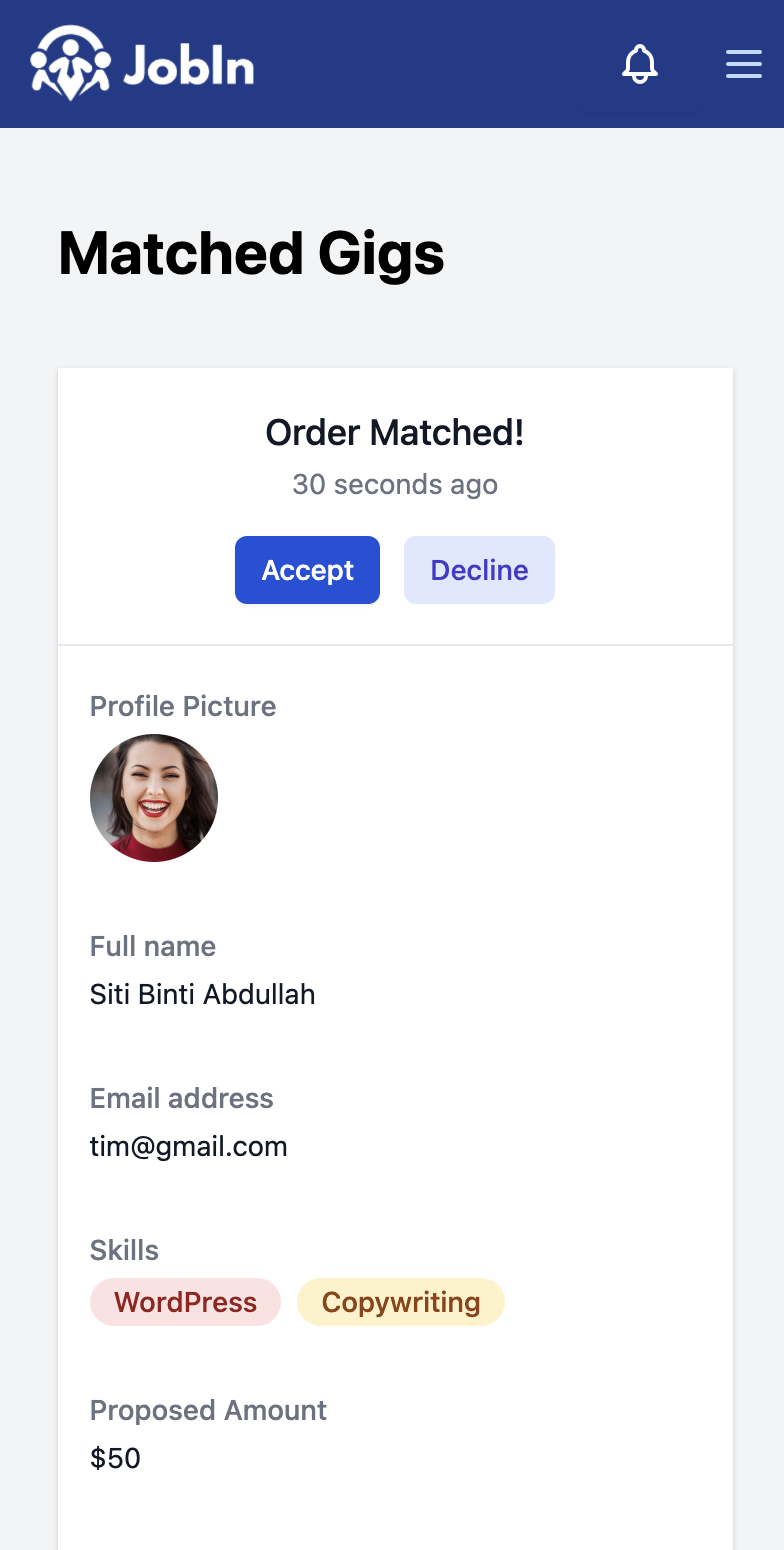 JobIn
Matched Gigs
Order Matched!
30 seconds ago
Accept Decline
Profile Picture
Full name
Siti Binti Abdullah
Email address
tim@gmail.com
Skills
WordPress Copywriting
Proposed Amount
$50